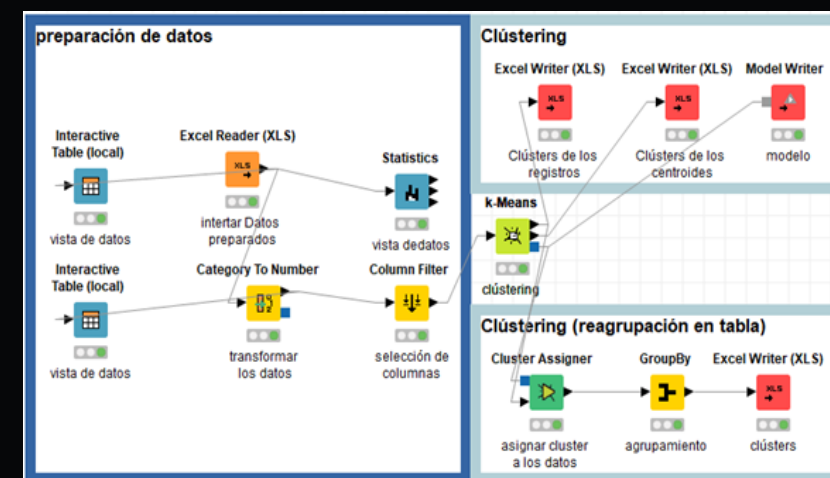 preparación de datos
Interactive
Table (local)
vista de datos
Excel Reader (XLS)
XLS
intertar Datos
preparados
Statistics
vista dedatos
Interactive
Table (local)
vista de datos
Category To Number
transformar
los datos
Column Filter
selección de
columnas
Clústering
Excel Writer (XLS)
XLS
Clústers de los
registros
Excel Writer (XLS)
XLS
Clústers de los
centroides
Model Writer
modelo
k-Means
clústering
Clústering (reagrupación en tabla)
Cluster Assigner
asignar cluster
a los datos
GroupBy
agrupamiento
Excel Writer (XLS)
XLS
clústers